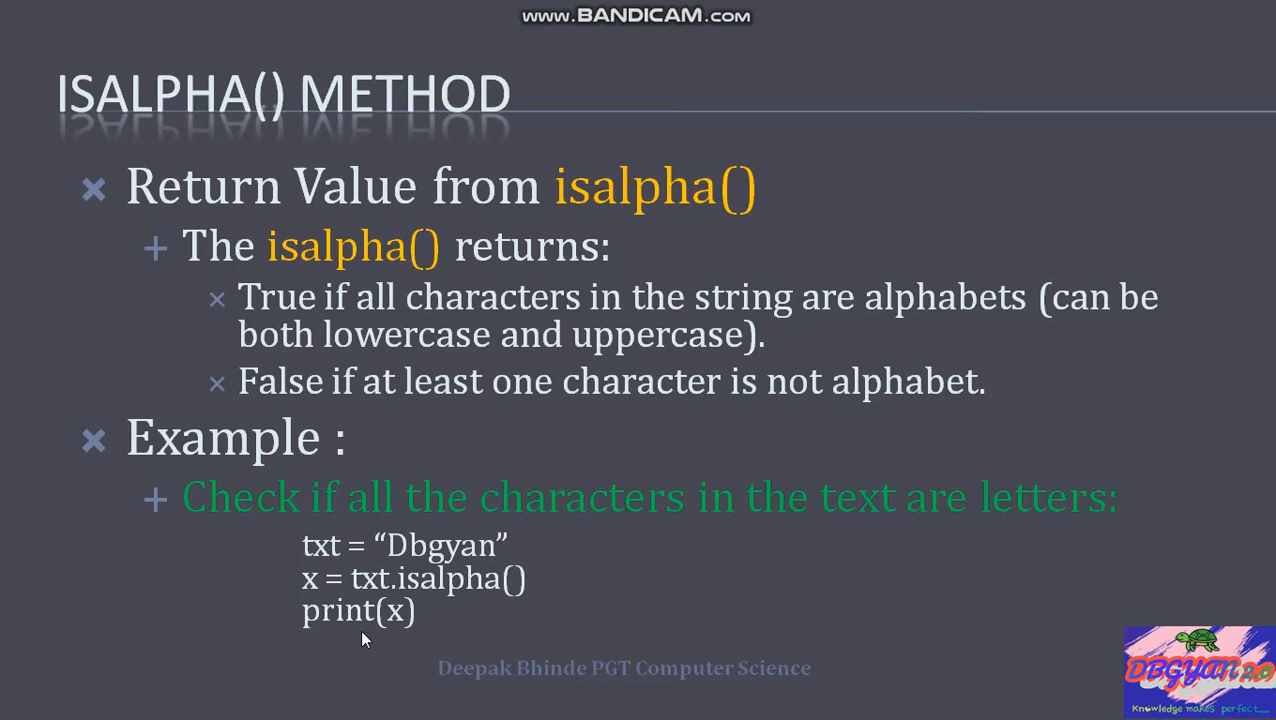 www.BANDICAM.com
ISALPHA() METHOD
Return Value from isalpha()
The isalpha() returns:
True if all characters in the string are alphabets (can be
both lowercase and uppercase).
False if at least one character is not alphabet.
Example :
Check if all the characters in the text are letters:
txt = “Dbgyan”
x = txt.isalpha()
print(x)
Deepak Bhinde PGT Computer Science
DBGYAN 2.0
Knowledge makes perfect....